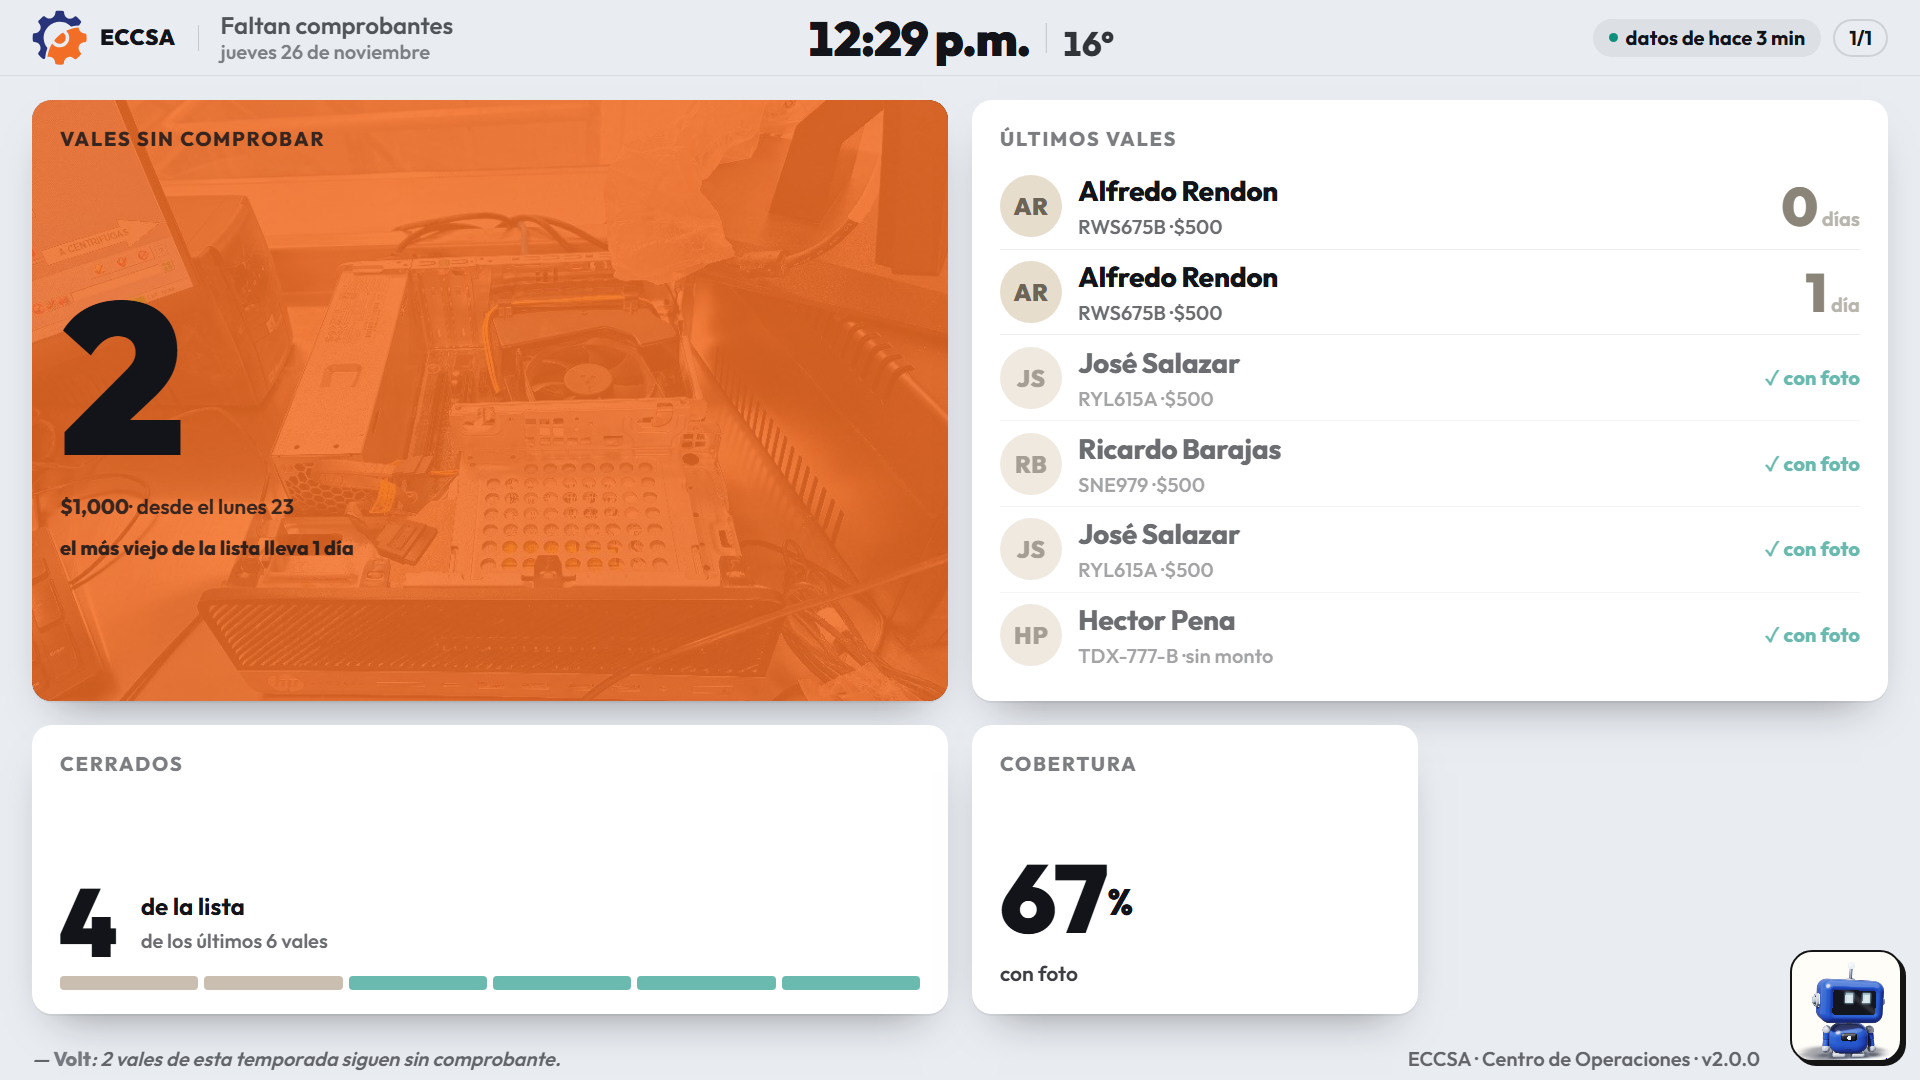 ECCSA
Faltan comprobantes
jueves 26 de noviembre
12:29 p.m.
16°
datos de hace 3 min
1/1
VALES SIN COMPROBAR
2
$1,000 · desde el lunes 23
el más viejo de la lista lleva 1 día
ÚLTIMOS VALES
AR
Alfredo Rendon
RWS675B · $500
0 días
AR
Alfredo Rendon
RWS675B · $500
1 día
JS
José Salazar
RYL615A · $500
✓ con foto
RB
Ricardo Barajas
SNE979 · $500
✓ con foto
JS
José Salazar
RYL615A · $500
✓ con foto
HP
Hector Pena
TDX-777-B · sin monto
✓ con foto
CERRADOS
4
de la lista
de los últimos 6 vales
COBERTURA
67%
con foto
— Volt: 2 vales de esta temporada siguen sin comprobante.
ECCSA · Centro de Operaciones · v2.0.0